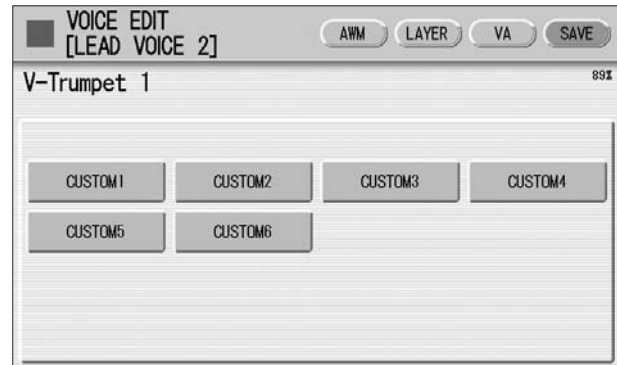 VOICE EDIT
[LEAD VOICE 2]
AWM LAYER VA SAVE
V-Trumpet 1
89%
CUSTOM1 CUSTOM2 CUSTOM3 CUSTOM4
CUSTOM5 CUSTOM6